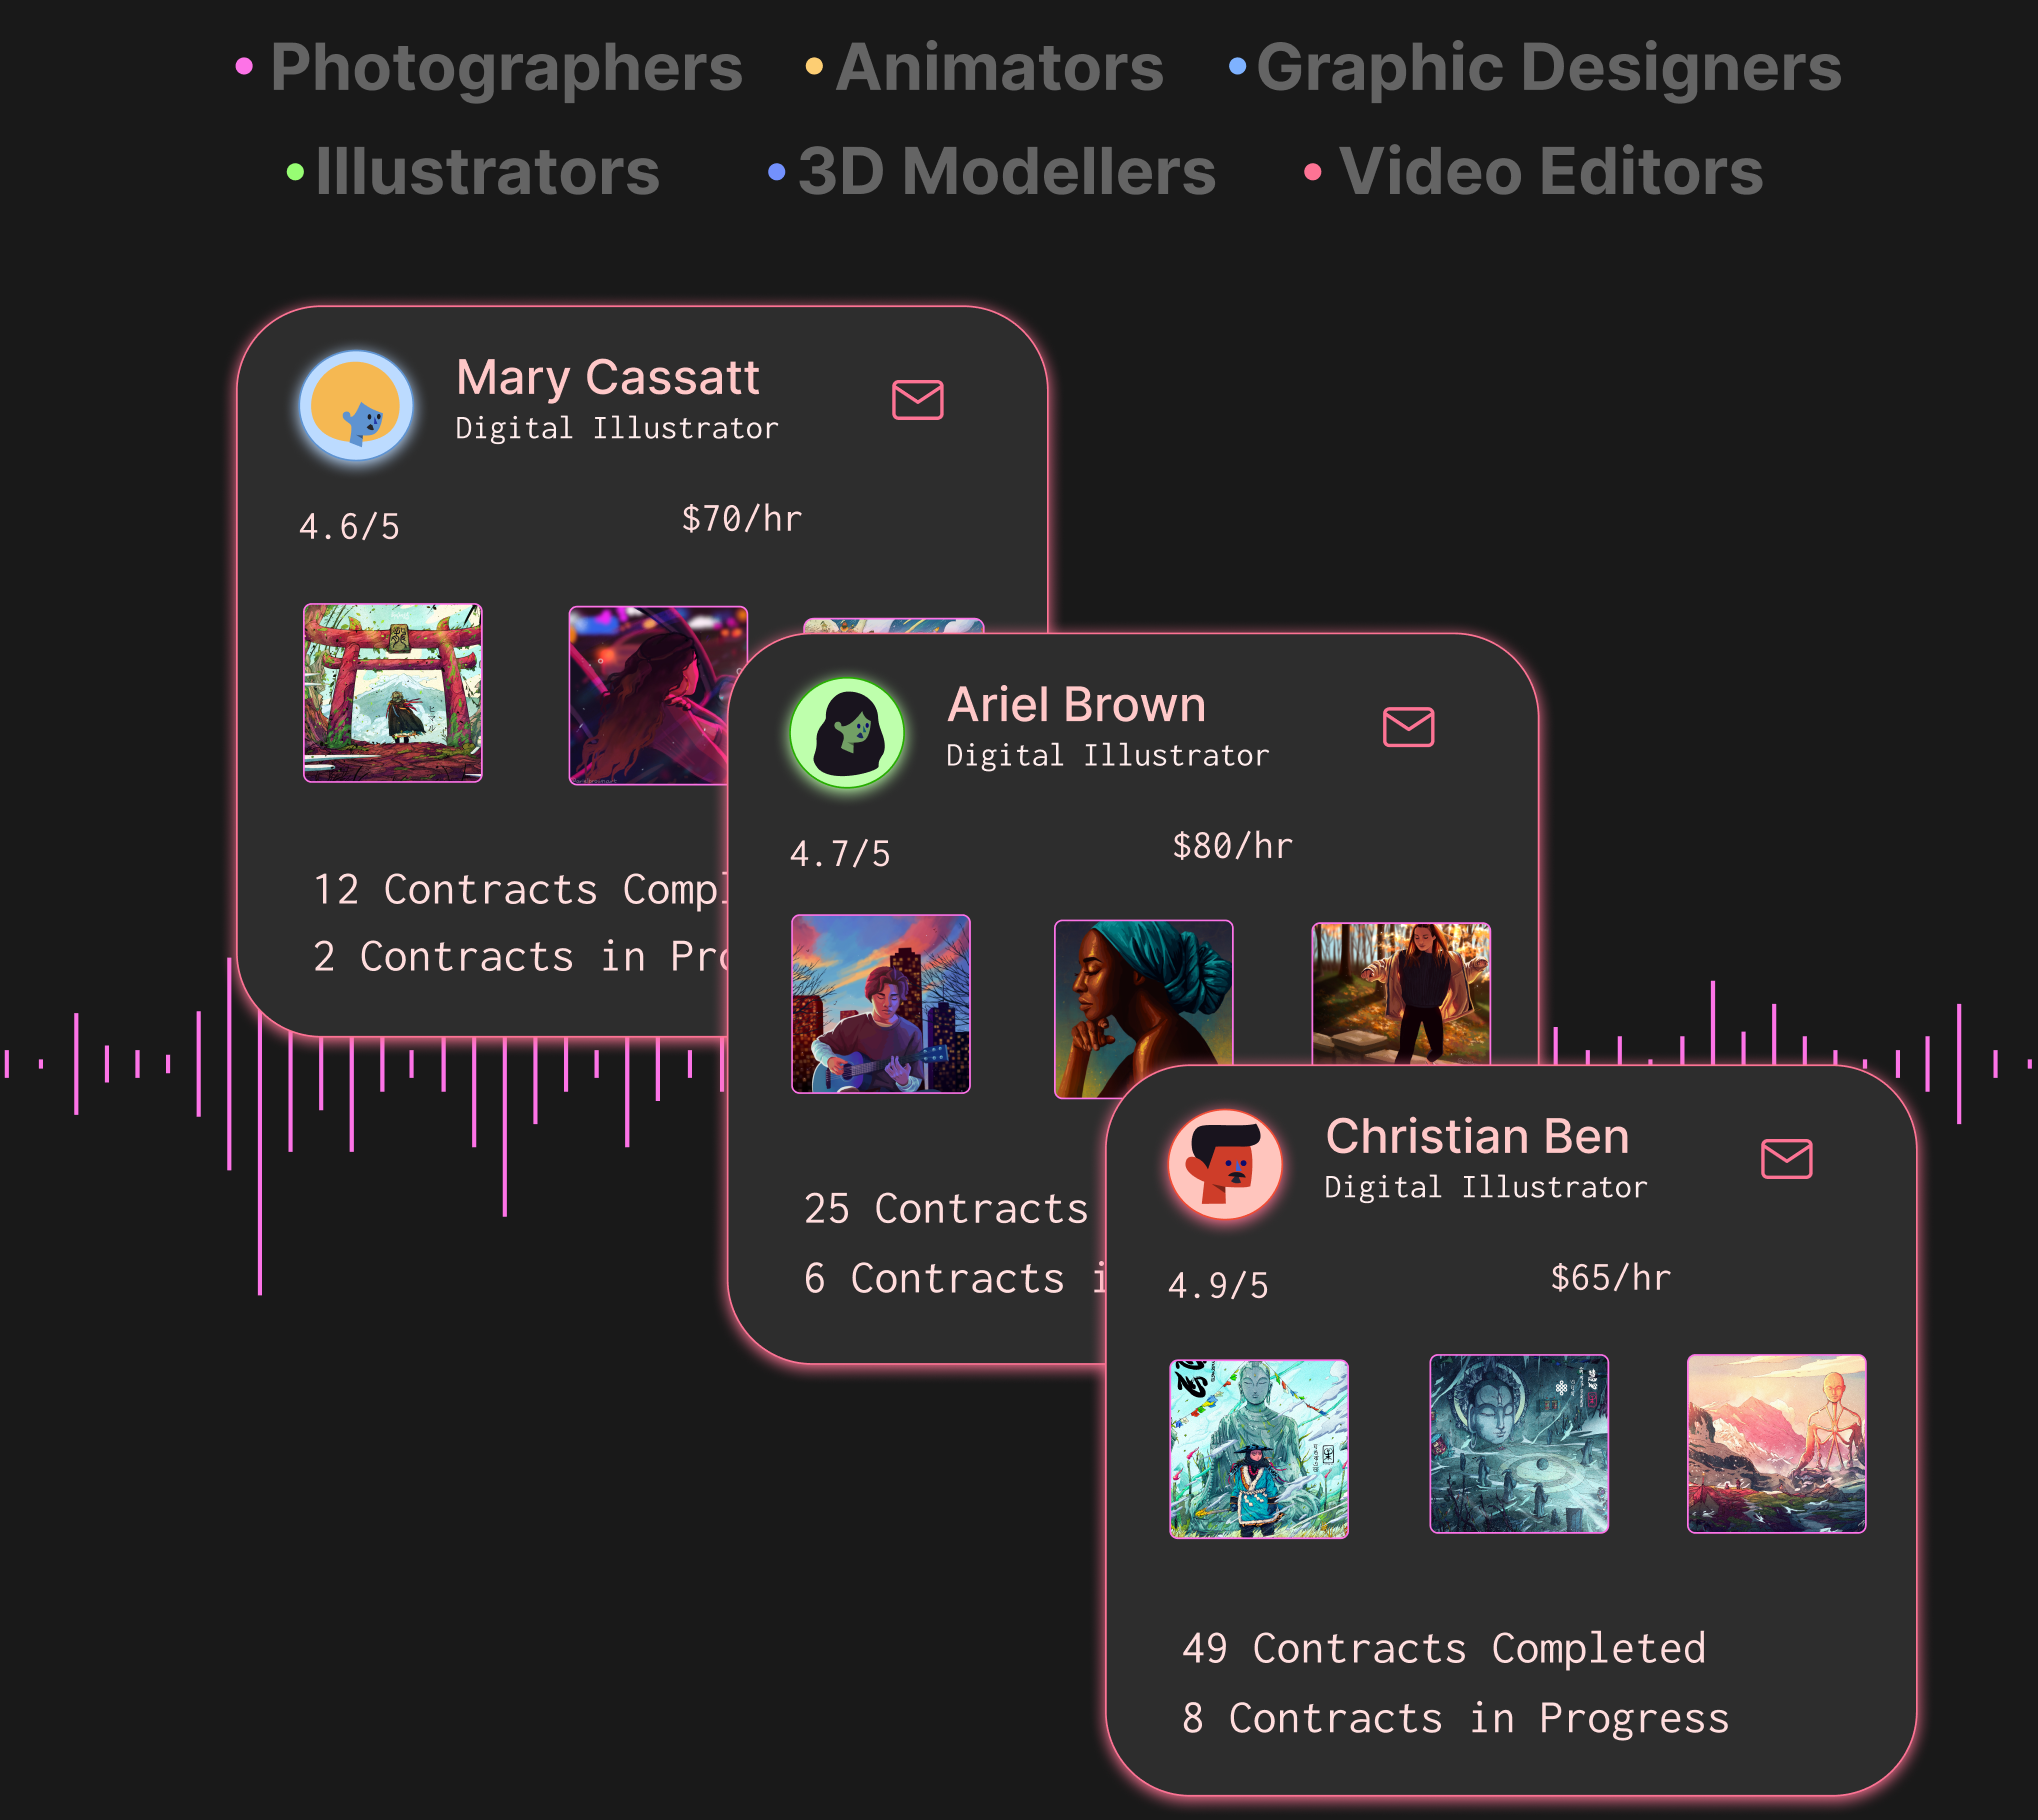 Photographers
Animators
Graphic Designers
Illustrators
3D Modellers
Video Editors
Mary Cassatt
Digital Illustrator
4.6/5
$70/hr
12 Contracts Compl
2 Contracts in Pro
Ariel Brown
Digital Illustrator
4.7/5
$80/hr
25 Contracts
6 Contracts i
Christian Ben
Digital Illustrator
4.9/5
$65/hr
49 Contracts Completed
8 Contracts in Progress